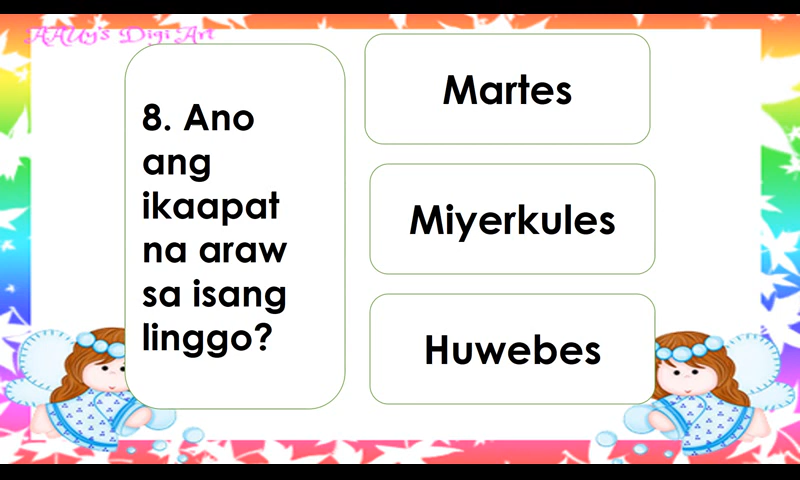 AAUy's Digi Art
8. Ano
ang
ikaapat
na araw
sa isang
linggo?
Martes
Miyerkules
Huwebes